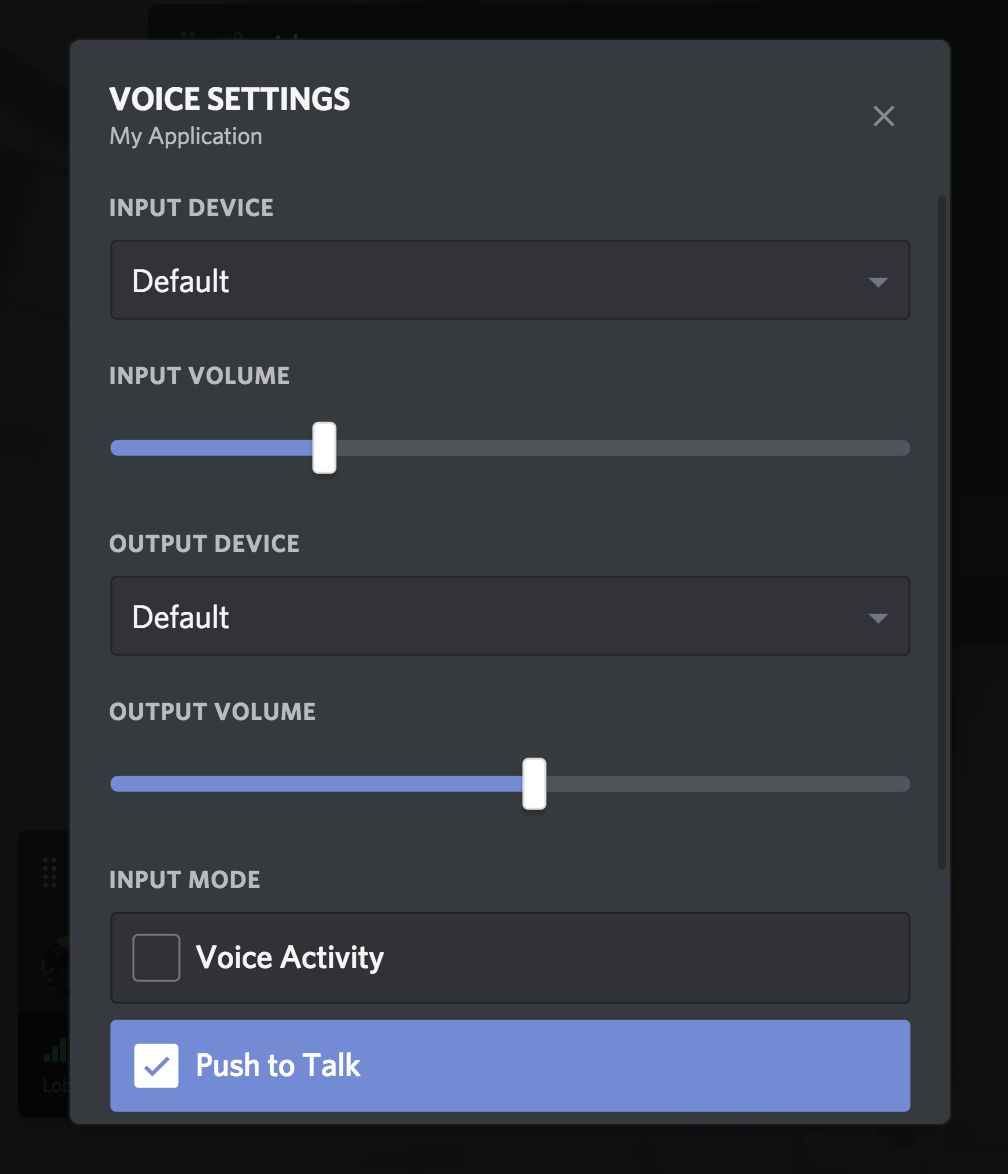 VOICE SETTINGS
My Application
INPUT DEVICE
Default
INPUT VOLUME
OUTPUT DEVICE
Default
OUTPUT VOLUME
INPUT MODE
Voice Activity
Push to Talk